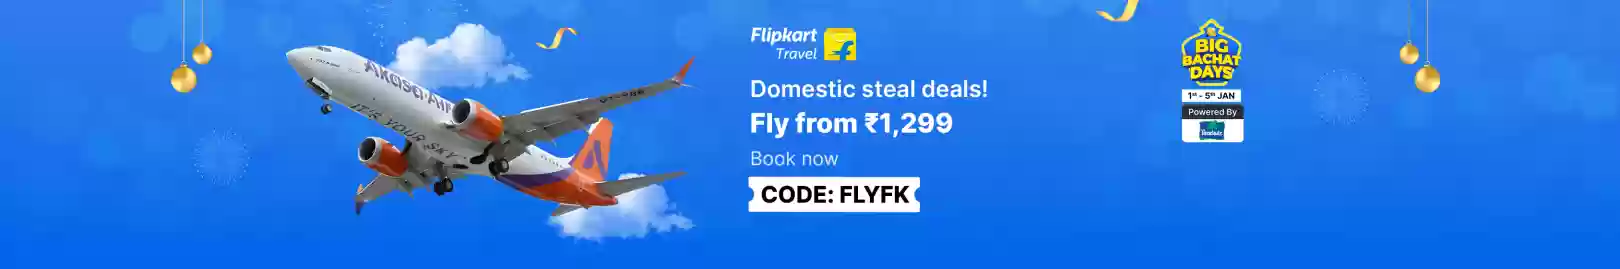 Akasa Air
IT'S YOUR SKY
Flipkart
Travel
Domestic steal deals!
Fly from ₹1,299
Book now
CODE: FLYFK
BIG
BACHAT
DAYS
1st - 5th JAN
Powered By